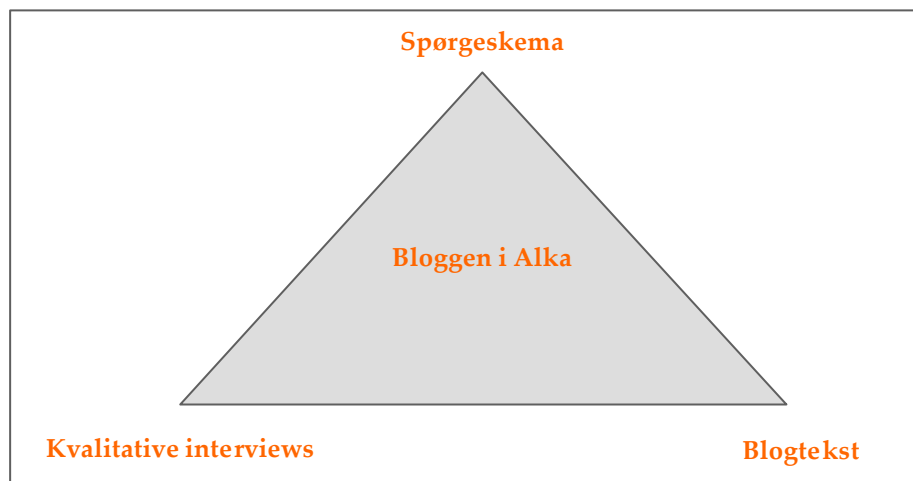 Spørgeskema
Bloggen i Alka
Kvalitative interviews
Blogtekst